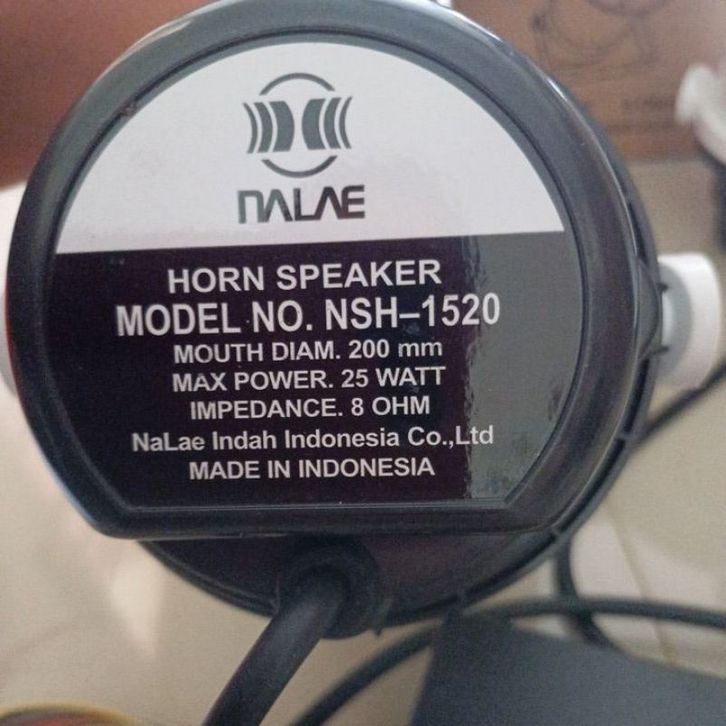 NALAE
HORN SPEAKER
MODEL NO. NSH–1520
MOUTH DIAM. 200 mm
MAX POWER. 25 WATT
IMPEDANCE. 8 OHM
NaLae Indah Indonesia Co.,Ltd
MADE IN INDONESIA